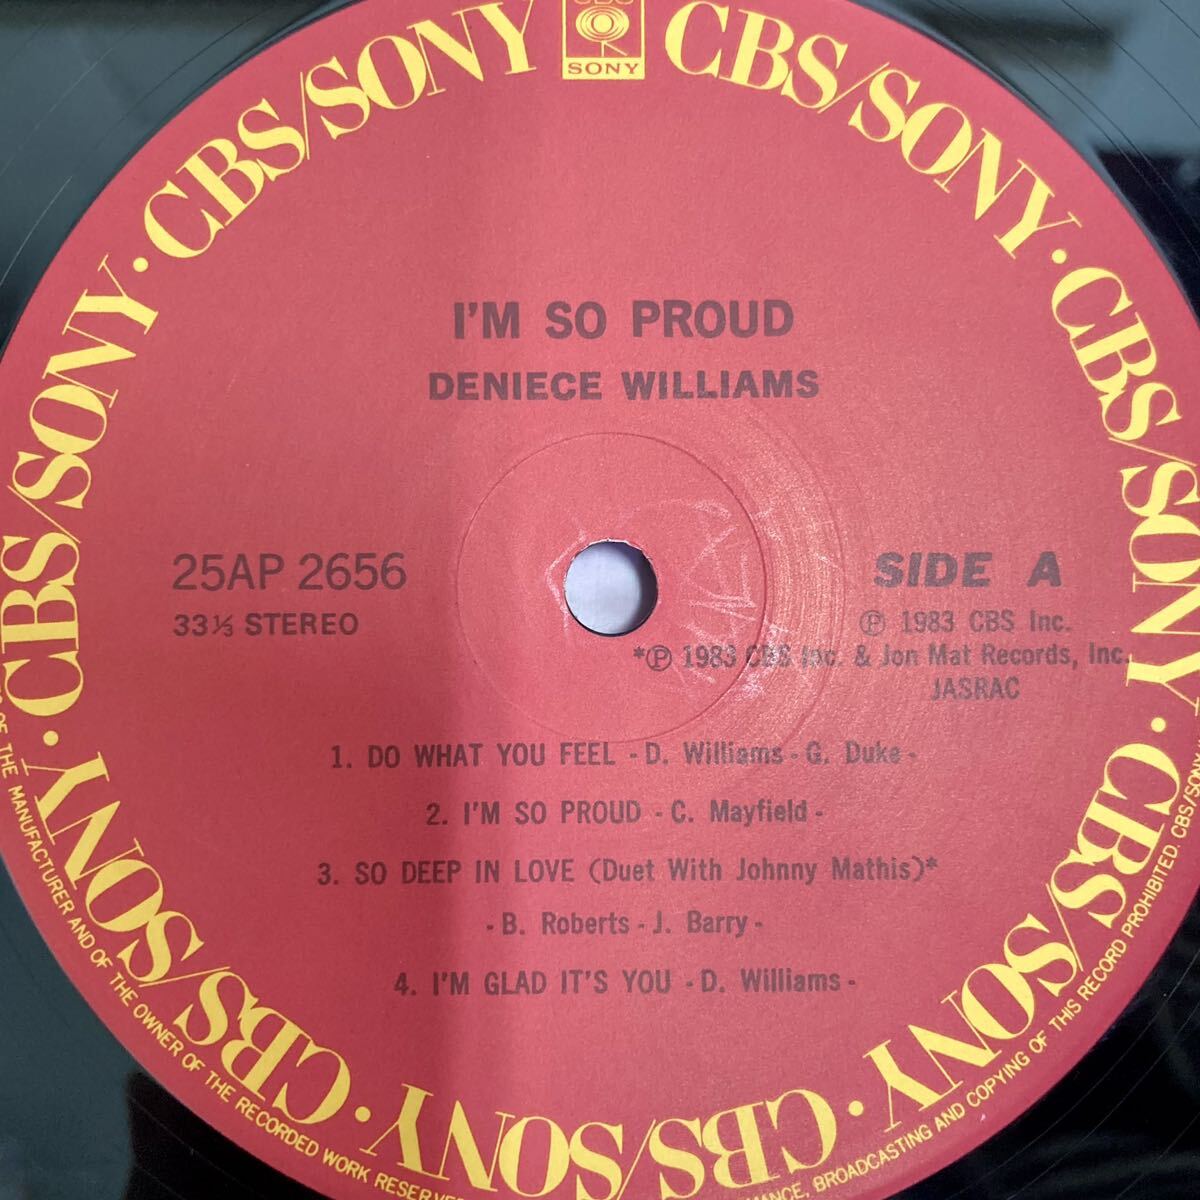 SONY
CBS/SONY · CBS/SONY · CBS/SONY · CBS/SONY · CBS/SONY · CBS/SONY · CBS/SONY · CBS/SONY
I'M SO PROUD
DENIECE WILLIAMS
25AP 2656
33⅓ STEREO
SIDE A
℗ 1983 CBS Inc.
*℗ 1983 CBS Inc. & Jon Mat Records, Inc.
JASRAC
1. DO WHAT YOU FEEL - D. Williams - G. Duke -
2. I'M SO PROUD - C. Mayfield -
3. SO DEEP IN LOVE (Duet With Johnny Mathis)*
- B. Roberts - J. Barry -
4. I'M GLAD IT'S YOU - D. Williams -
OF THE MANUFACTURER AND OF THE OWNER OF THE RECORDED WORK BROADCASTING AND COPYING OF THIS RECORD PROHIBITED. CBS/SONY